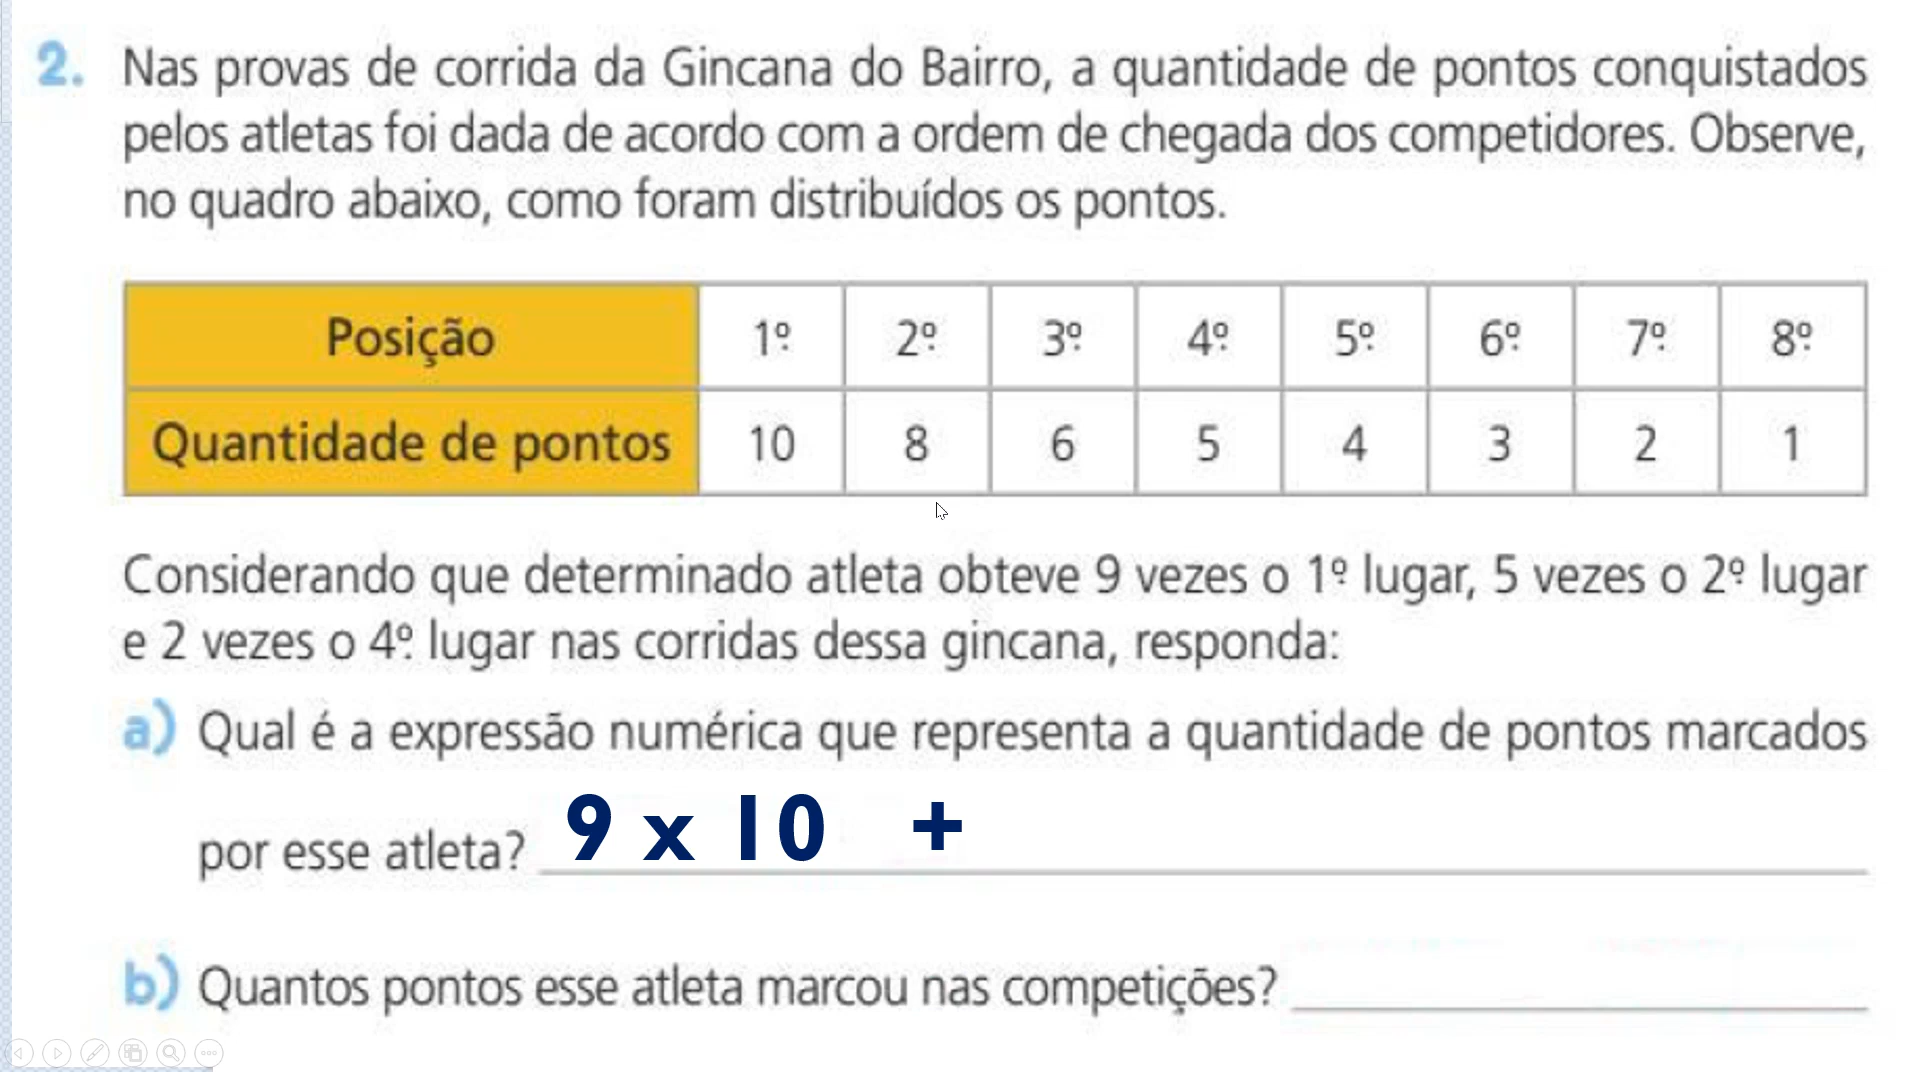 2. Nas provas de corrida da Gincana do Bairro, a quantidade de pontos conquistados
pelos atletas foi dada de acordo com a ordem de chegada dos competidores. Observe,
no quadro abaixo, como foram distribuídos os pontos.
Posição 1º 2º 3º 4º 5º 6º 7º 8º
Quantidade de pontos 10 8 6 5 4 3 2 1
Considerando que determinado atleta obteve 9 vezes o 1º lugar, 5 vezes o 2º lugar
e 2 vezes o 4º lugar nas corridas dessa gincana, responda:
a) Qual é a expressão numérica que representa a quantidade de pontos marcados
por esse atleta? 9 x 10 +
b) Quantos pontos esse atleta marcou nas competições?